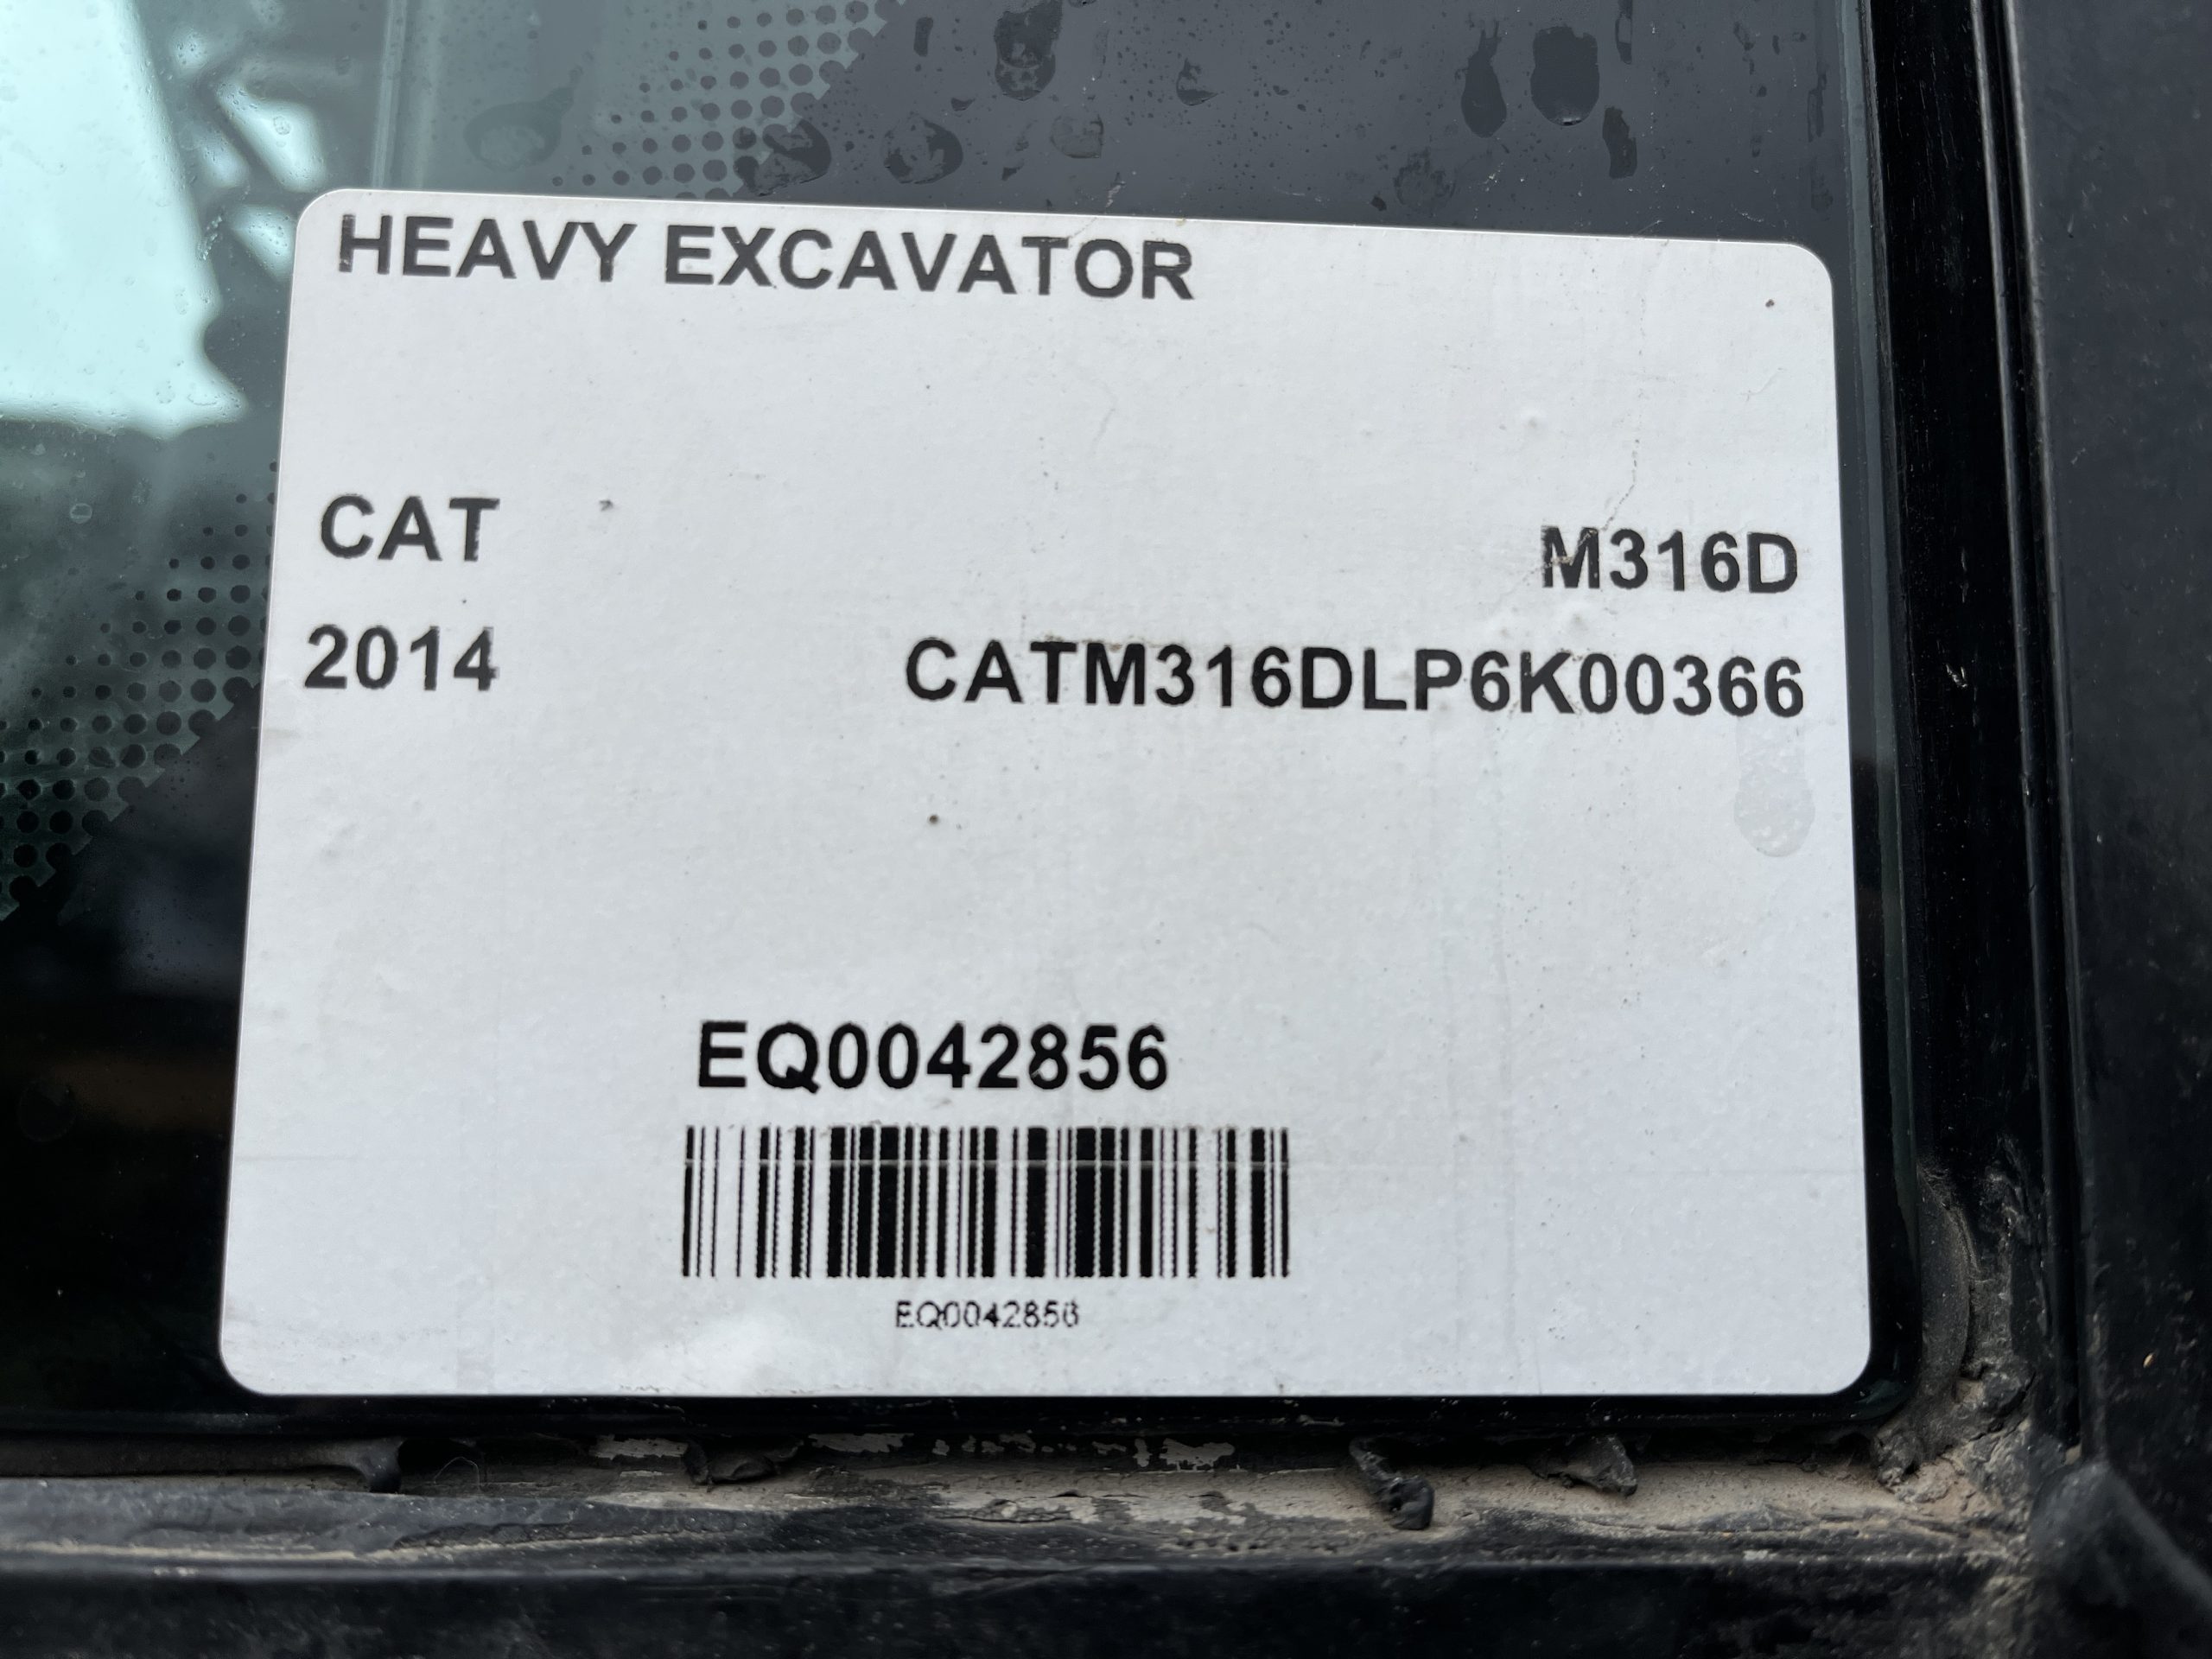 HEAVY EXCAVATOR
CAT M316D
2014 CATM316DLP6K00366
EQ0042856
EQ0042856